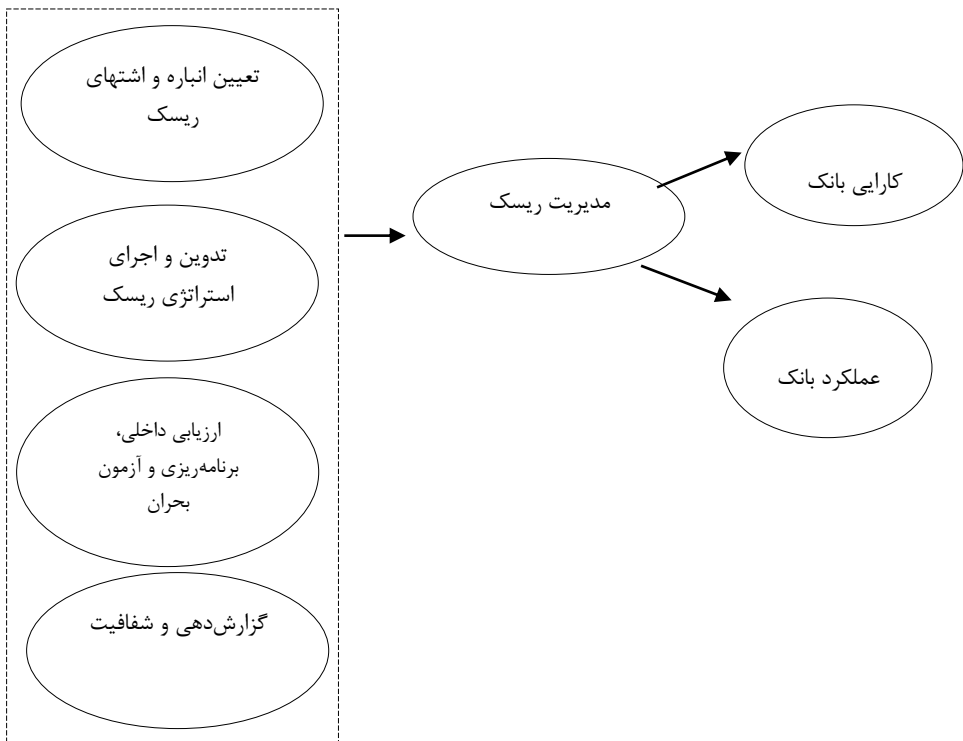 تعیین انباره و اشتهای
ریسک
تدوین و اجرای
استراتژی ریسک
ارزیابی داخلی،
برنامه‌ریزی و آزمون
بحران
گزارش‌دهی و شفافیت
مدیریت ریسک
کارایی بانک
عملکرد بانک